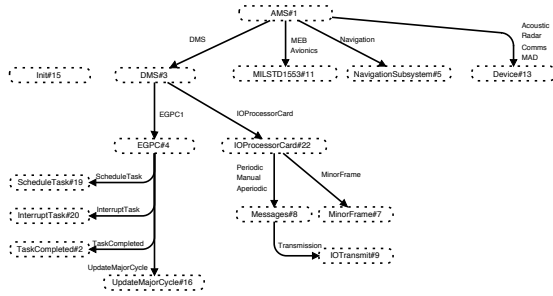 AMS#1
Acoustic
Radar
Comms
MAD
DMS
MEB
Avionics
Navigation
Init#15
DMS#3
MILSTD1553#11
NavigationSubsystem#5
Device#13
EGPC1
IOProcessorCard
EGPC#4
IOProcessorCard#22
ScheduleTask
Periodic
Manual
Aperiodic
MinorFrame
ScheduleTask#19
InterruptTask
InterruptTask#20
Messages#8
MinorFrame#7
TaskCompleted
Transmission
TaskCompleted#2
IOTransmit#9
UpdateMajorCycle
UpdateMajorCycle#16